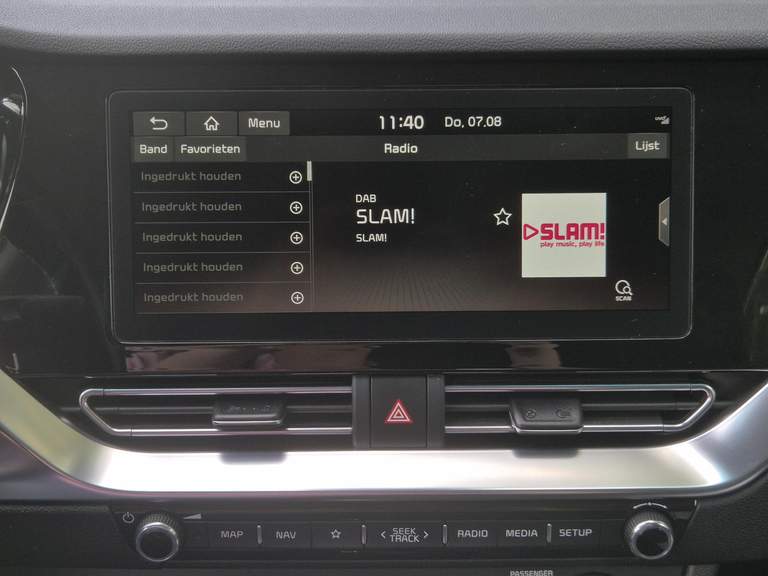 Menu 11:40 Do, 07.08
Band Favorieten Radio Lijst
Ingedrukt houden
Ingedrukt houden
Ingedrukt houden
Ingedrukt houden
Ingedrukt houden
DAB
SLAM!
SLAM!
SLAM!
play music, play life
SCAN
MAP NAV SEEK TRACK RADIO MEDIA SETUP
PASSENGER